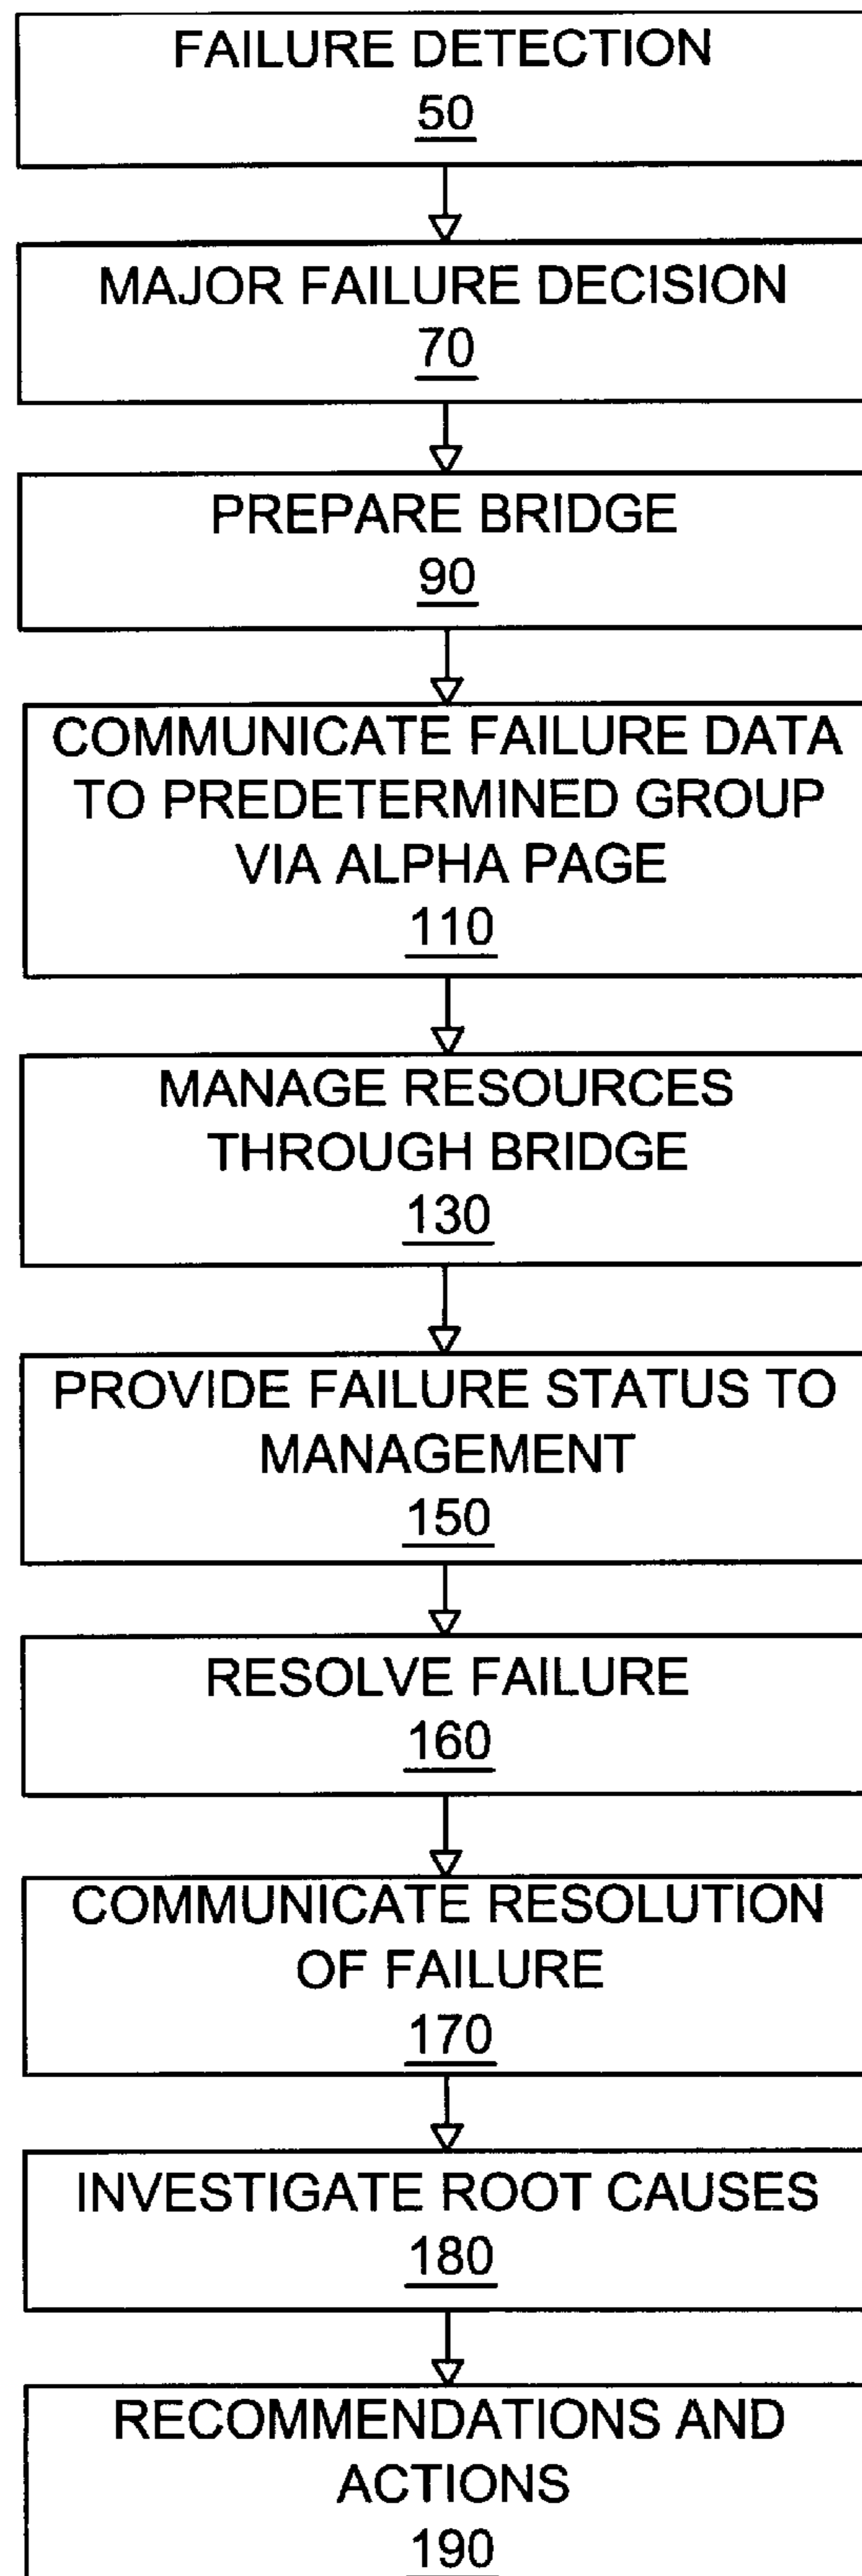 FAILURE DETECTION
50
MAJOR FAILURE DECISION
70
PREPARE BRIDGE
90
COMMUNICATE FAILURE DATA
TO PREDETERMINED GROUP
VIA ALPHA PAGE
110
MANAGE RESOURCES
THROUGH BRIDGE
130
PROVIDE FAILURE STATUS TO
MANAGEMENT
150
RESOLVE FAILURE
160
COMMUNICATE RESOLUTION
OF FAILURE
170
INVESTIGATE ROOT CAUSES
180
RECOMMENDATIONS AND
ACTIONS
190